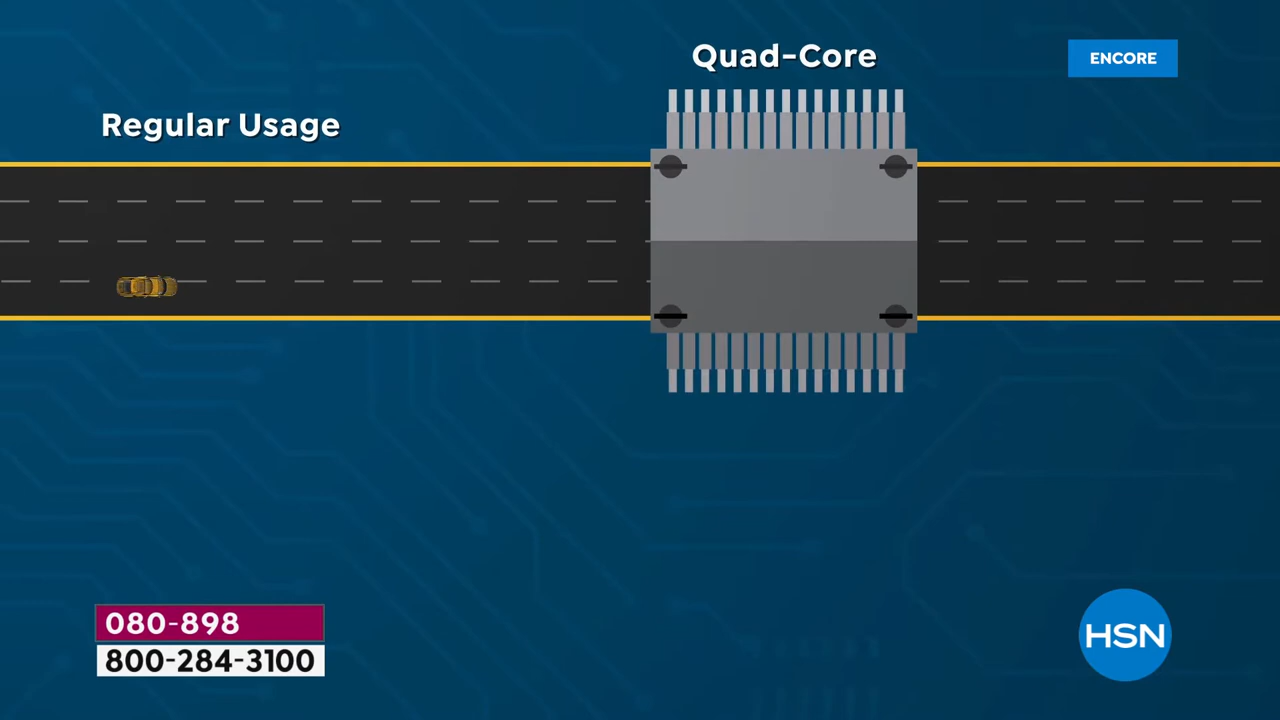 Quad-Core
ENCORE
Regular Usage
080-898
800-284-3100
HSN